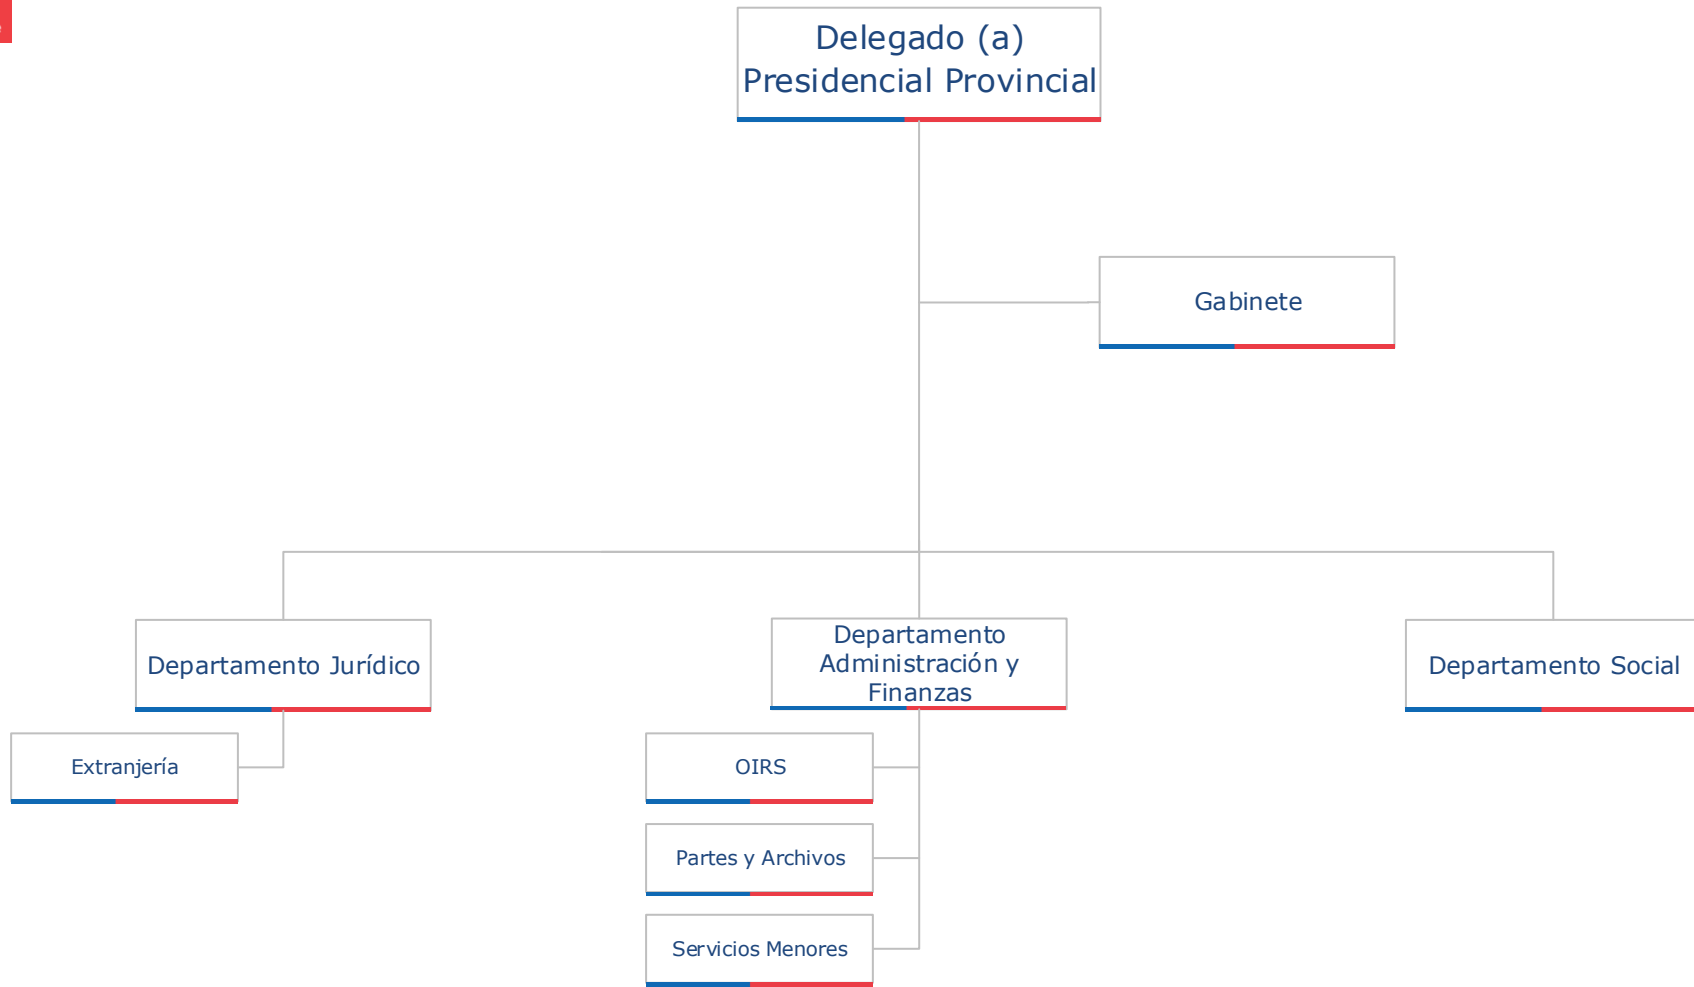 Delegado (a)
Presidencial Provincial
Gabinete
Departamento Jurídico
Departamento
Administración y
Finanzas
Departamento Social
Extranjería
OIRS
Partes y Archivos
Servicios Menores